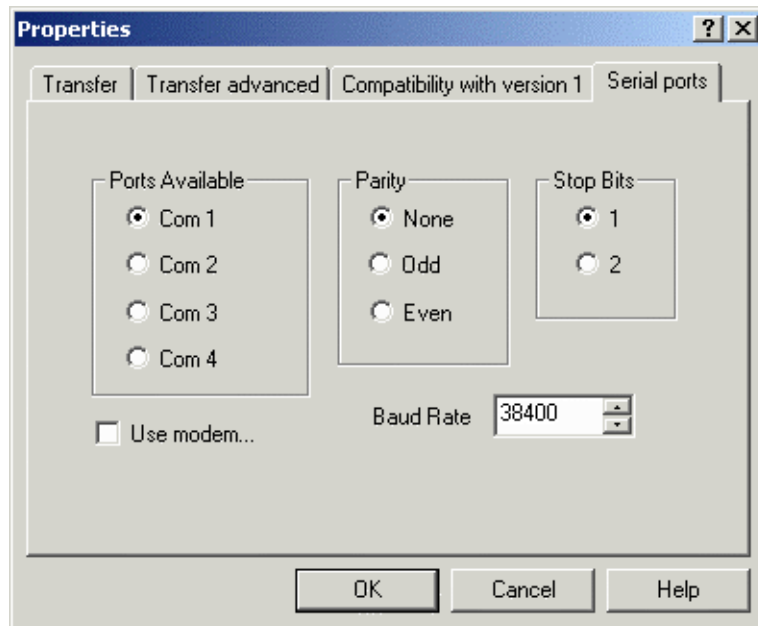 Properties
Transfer Transfer advanced Compatibility with version 1 Serial ports
Ports Available Parity Stop Bits
Com 1 None 1
Com 2 Odd 2
Com 3 Even
Com 4
Use modem... Baud Rate 38400
OK Cancel Help